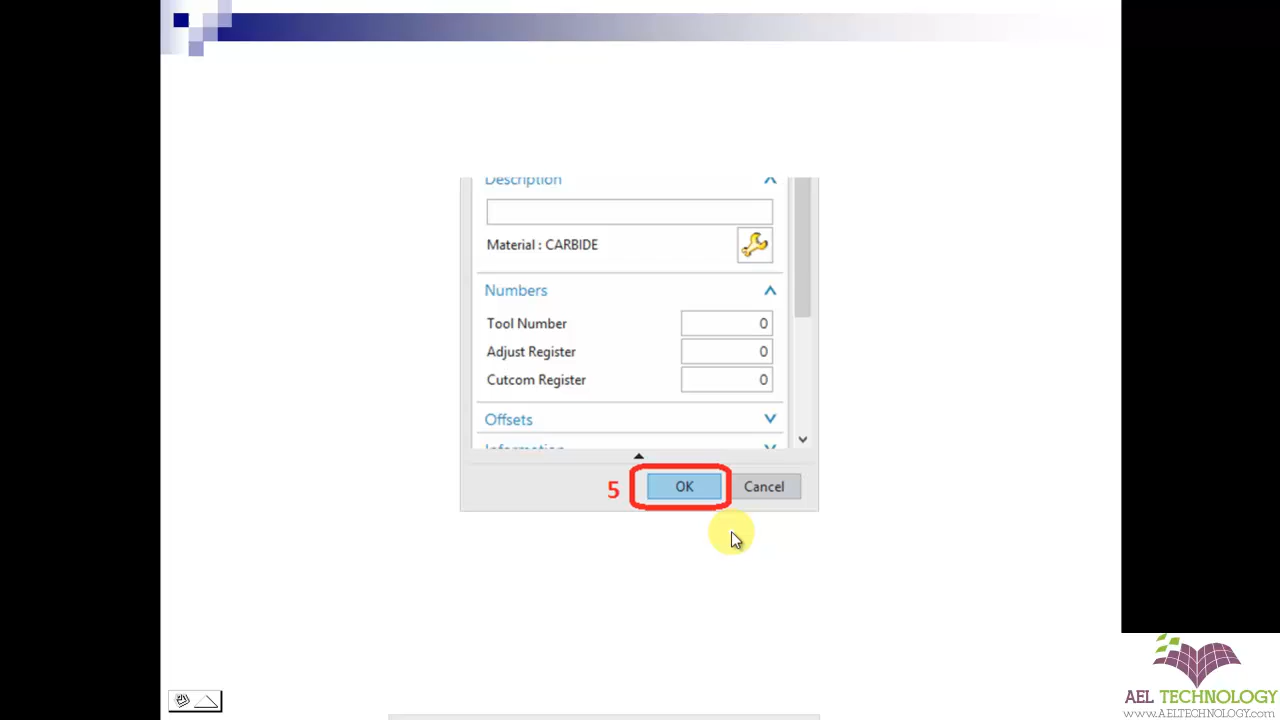 Description
Material : CARBIDE
Numbers
Tool Number 0
Adjust Register 0
Cutcom Register 0
Offsets
Information
5 OK Cancel
AEL TECHNOLOGY
www.AELTECHNOLOGY.com